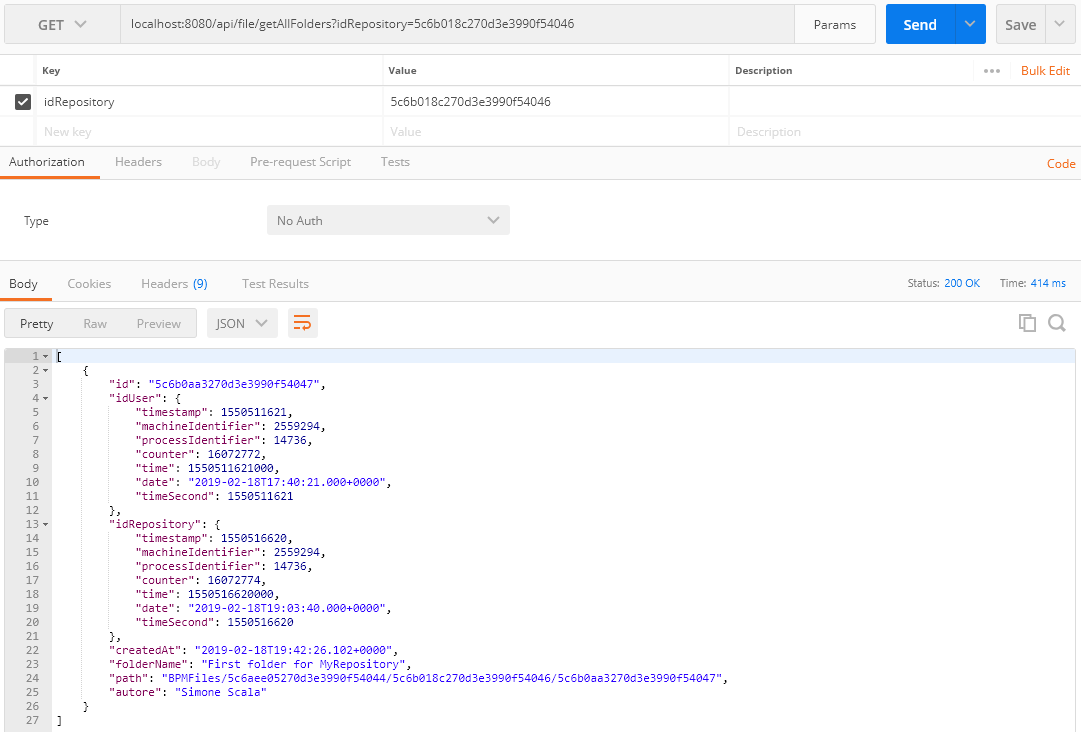 GET localhost:8080/api/file/getAllFolders?idRepository=5c6b018c270d3e3990f54046 Params Send Save
Key Value Description ••• Bulk Edit
idRepository 5c6b018c270d3e3990f54046
New key Value Description
Authorization Headers Body Pre-request Script Tests Code
Type No Auth
Body Cookies Headers (9) Test Results Status: 200 OK Time: 414 ms
Pretty Raw Preview JSON
1 [
2 {
3 "id": "5c6b0aa3270d3e3990f54047",
4 "idUser": {
5 "timestamp": 1550511621,
6 "machineIdentifier": 2559294,
7 "processIdentifier": 14736,
8 "counter": 16072772,
9 "time": 1550511621000,
10 "date": "2019-02-18T17:40:21.000+0000",
11 "timeSecond": 1550511621
12 },
13 "idRepository": {
14 "timestamp": 1550516620,
15 "machineIdentifier": 2559294,
16 "processIdentifier": 14736,
17 "counter": 16072774,
18 "time": 1550516620000,
19 "date": "2019-02-18T19:03:40.000+0000",
20 "timeSecond": 1550516620
21 },
22 "createdAt": "2019-02-18T19:42:26.102+0000",
23 "folderName": "First folder for MyRepository",
24 "path": "BPMFiles/5c6aee05270d3e3990f54044/5c6b018c270d3e3990f54046/5c6b0aa3270d3e3990f54047",
25 "autore": "Simone Scala"
26 }
27 ]